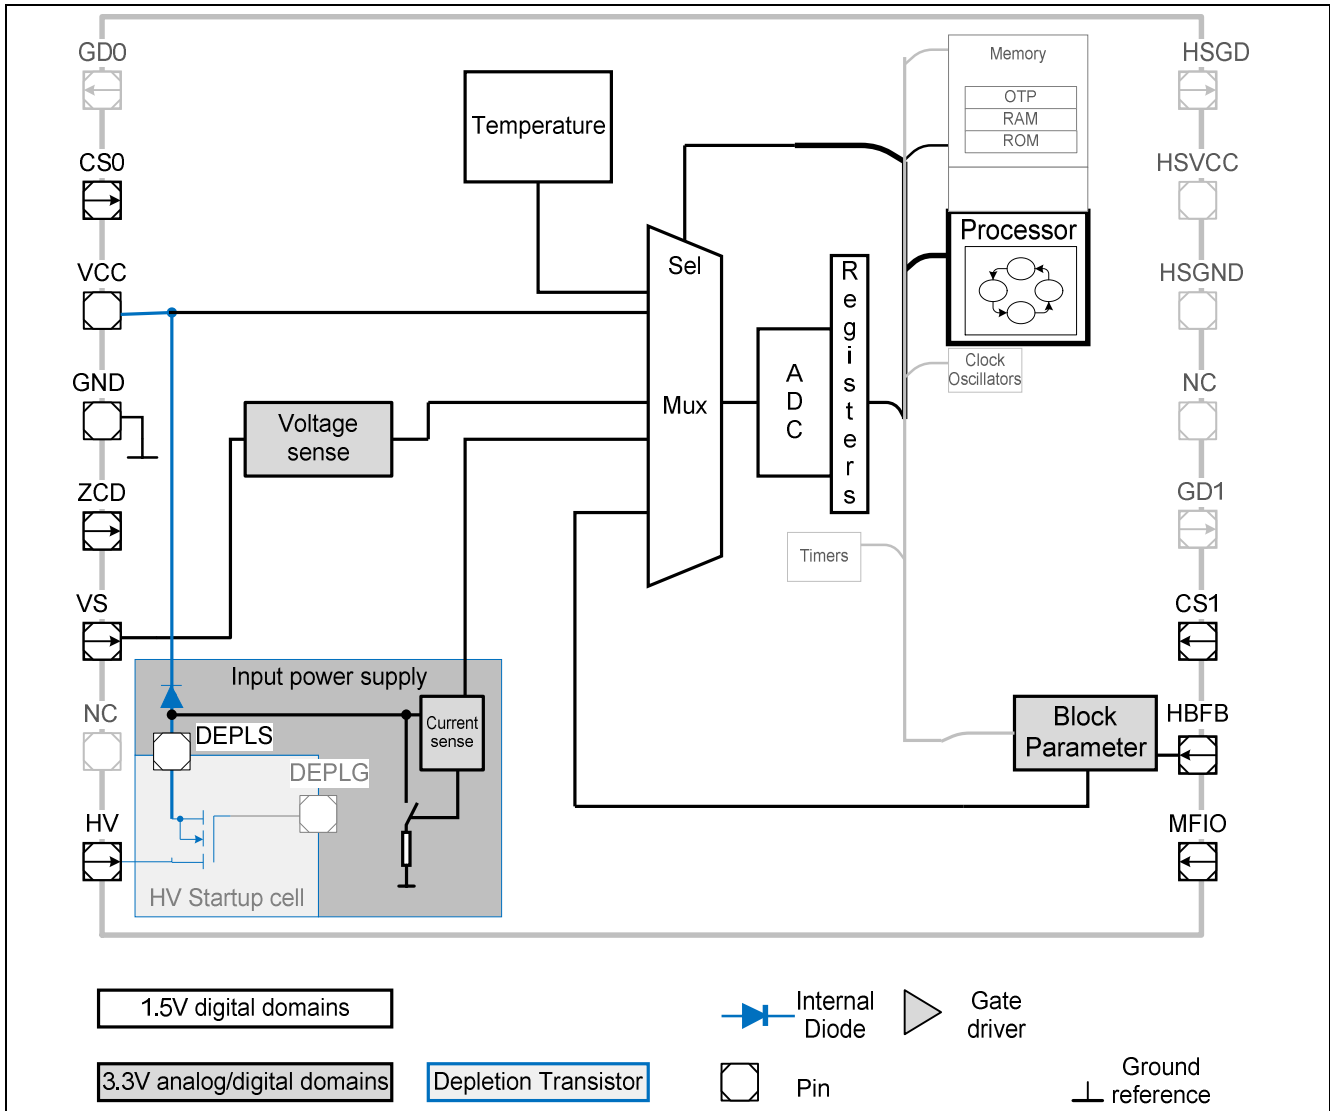 GD0
CS0
VCC
GND
ZCD
VS
NC
HV
Temperature
Sel
Mux
Voltage
sense
A
D
C
R
e
g
i
s
t
e
r
s
Memory
OTP
RAM
ROM
Processor
Clock
Oscillators
Timers
Input power supply
DEPLS
Current
sense
DEPLG
HV Startup cell
Block
Parameter
HSGD
HSVCC
HSGND
NC
GD1
CS1
HBFB
MFIO
1.5V digital domains
3.3V analog/digital domains
Depletion Transistor
Internal
Diode
Gate
driver
Pin
Ground
reference